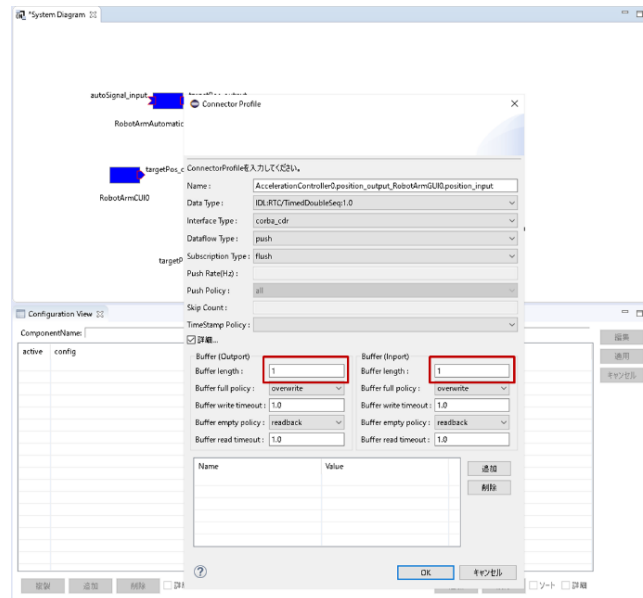 *System Diagram
autoSignal_input
RobotArmAutomatic
targetPos_c
RobotArmCUI0
targetP
Connector Profile
ConnectorProfileを入力してください。
Name :
AccelerationController0.position_output_RobotArmGUI0.position_input
Data Type :
IDL:RTC/TimedDoubleSeq:1.0
Interface Type :
corba_cdr
Dataflow Type :
push
Subscription Type :
flush
Push Rate(Hz) :
Push Policy :
all
Skip Count :
TimeStamp Policy :
詳細...
Buffer (Outport)
Buffer length :
1
Buffer full policy :
overwrite
Buffer write timeout :
1.0
Buffer empty policy :
readback
Buffer read timeout :
1.0
Buffer (Inport)
Buffer length :
1
Buffer full policy :
overwrite
Buffer write timeout :
1.0
Buffer empty policy :
readback
Buffer read timeout :
1.0
Name
Value
追加
削除
OK
キャンセル
Configuration View
ComponentName:
active
config
編集
適用
キャンセル
複製
追加
削除
ソート
詳細